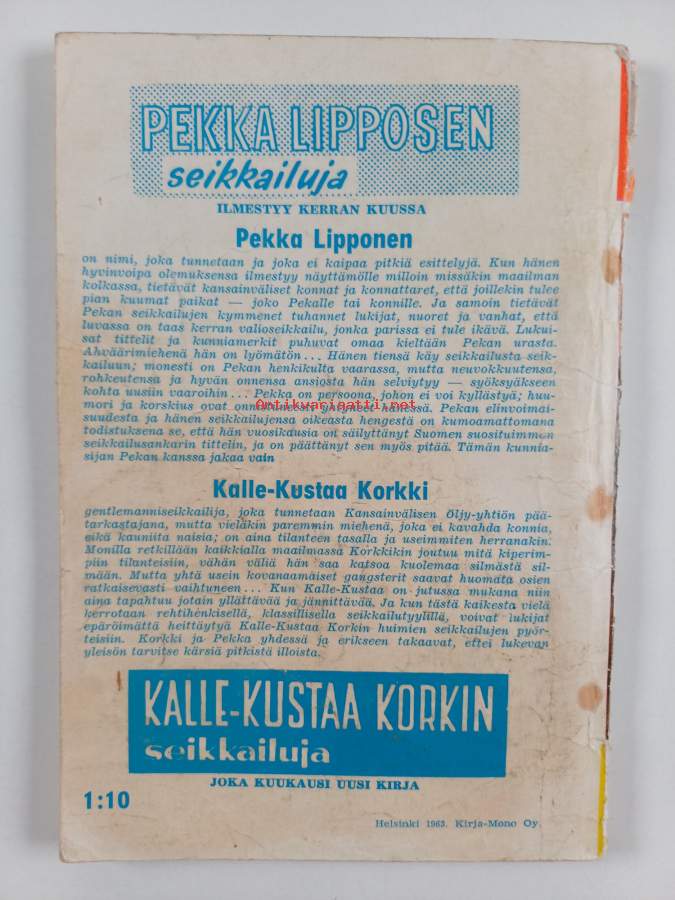 PEKKA LIPPOSEN
seikkailuja
ILMESTYY KERRAN KUUSSA
Pekka Lipponen
on nimi, joka tunnetaan ja joka ei kaipaa pitkiä esittelyjä. Kun hänen
hyvinvoipa olemuksensa ilmestyy näyttämölle milloin missäkin maailman
kolkassa, tietävät kansainväliset konnat ja konnattaret, että joillekin tulee
pian kuumat paikat — joko Pekalle tai konnille. Ja samoin tietävät
Pekan seikkailujen kymmenet tuhannet lukijat, nuoret ja vanhat, että
luvassa on taas kerran valioseikkailu, jonka parissa ei tule ikävä. Lukui-
sat tittelit ja kunniamerkit puhuvat omaa kieltään Pekan urasta.
Ahväärimiehenä hän on lyömätön... Hänen tiensä käy seikkailusta seik-
kailuun; monesti on Pekan henkikulta vaarassa, mutta neuvokkuutensa,
rohkeutensa ja hyvän onnensa ansiosta hän selviytyy — syöksyäkseen
kohta uusiin vaaroihin... Pekka on persoona, johon ei voi kyllästyä; huu-
mori ja korskius ovat onnistuneesti yhtyneet hänessä. Pekan elinvoimai-
Antikvariaatti.net
suudesta ja hänen seikkailujensa oikeasta hengestä on kumoamattomana
todistuksena se, että hän vuosikausia on säilyttänyt Suomen suosituimman
seikkailusankarin tittelin, ja on päättänyt sen myös pitää. Tämän kunnia-
sijan Pekan kanssa jakaa vain
Kalle-Kustaa Korkki
gentlemanniseikkailija, joka tunnetaan Kansainvälisen Öljy-yhtiön pää-
tarkastajana, mutta vieläkin paremmin miehenä, joka ei kavahda konnia,
eikä kauniita naisia; on aina tilanteen tasalla ja useimmiten herranakin.
Monilla retkillään kaikkialla maailmassa Korkkikin joutuu mitä kiperim-
piin tilanteisiin, vähän väliä hän saa katsoa kuolemaa silmästä sil-
mään. Mutta yhtä usein kovanaamäiset gangsterit saavat huomata osien
ratkaisevasti vaihtuneen... Kun Kalle-Kustaa on jutussa mukana niin
aina tapahtuu jotain yllättävää ja jännittävää. Ja kun tästä kaikesta vielä
kerrotaan rehtihenkisellä, klassillisella seikkailutyylillä, voivat lukijat
epäröimättä heittäytyä Kalle-Kustaa Korkin huimien seikkailujen pyör-
teisiin. Korkki ja Pekka yhdessä ja erikseen takaavat, ettei lukevan
yleisön tarvitse kärsiä pitkistä illoista.
KALLE-KUSTAA KORKIN
seikkailuja
JOKA KUUKAUSI UUSI KIRJA
1:10
Helsinki 1963. Kirja-Mono Oy.